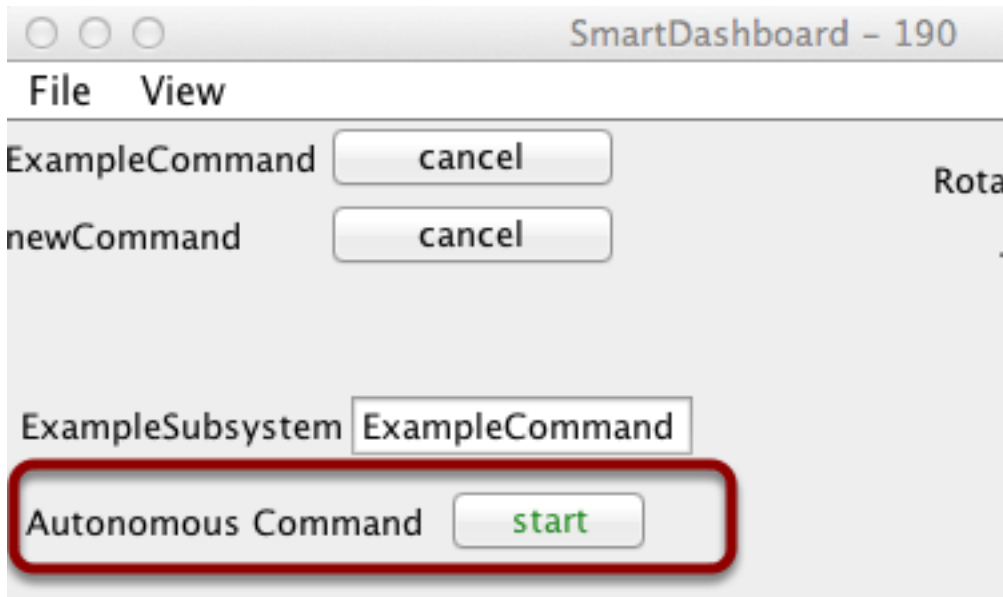 SmartDashboard – 190
File View
ExampleCommand cancel
Rota
newCommand cancel
ExampleSubsystem ExampleCommand
Autonomous Command start